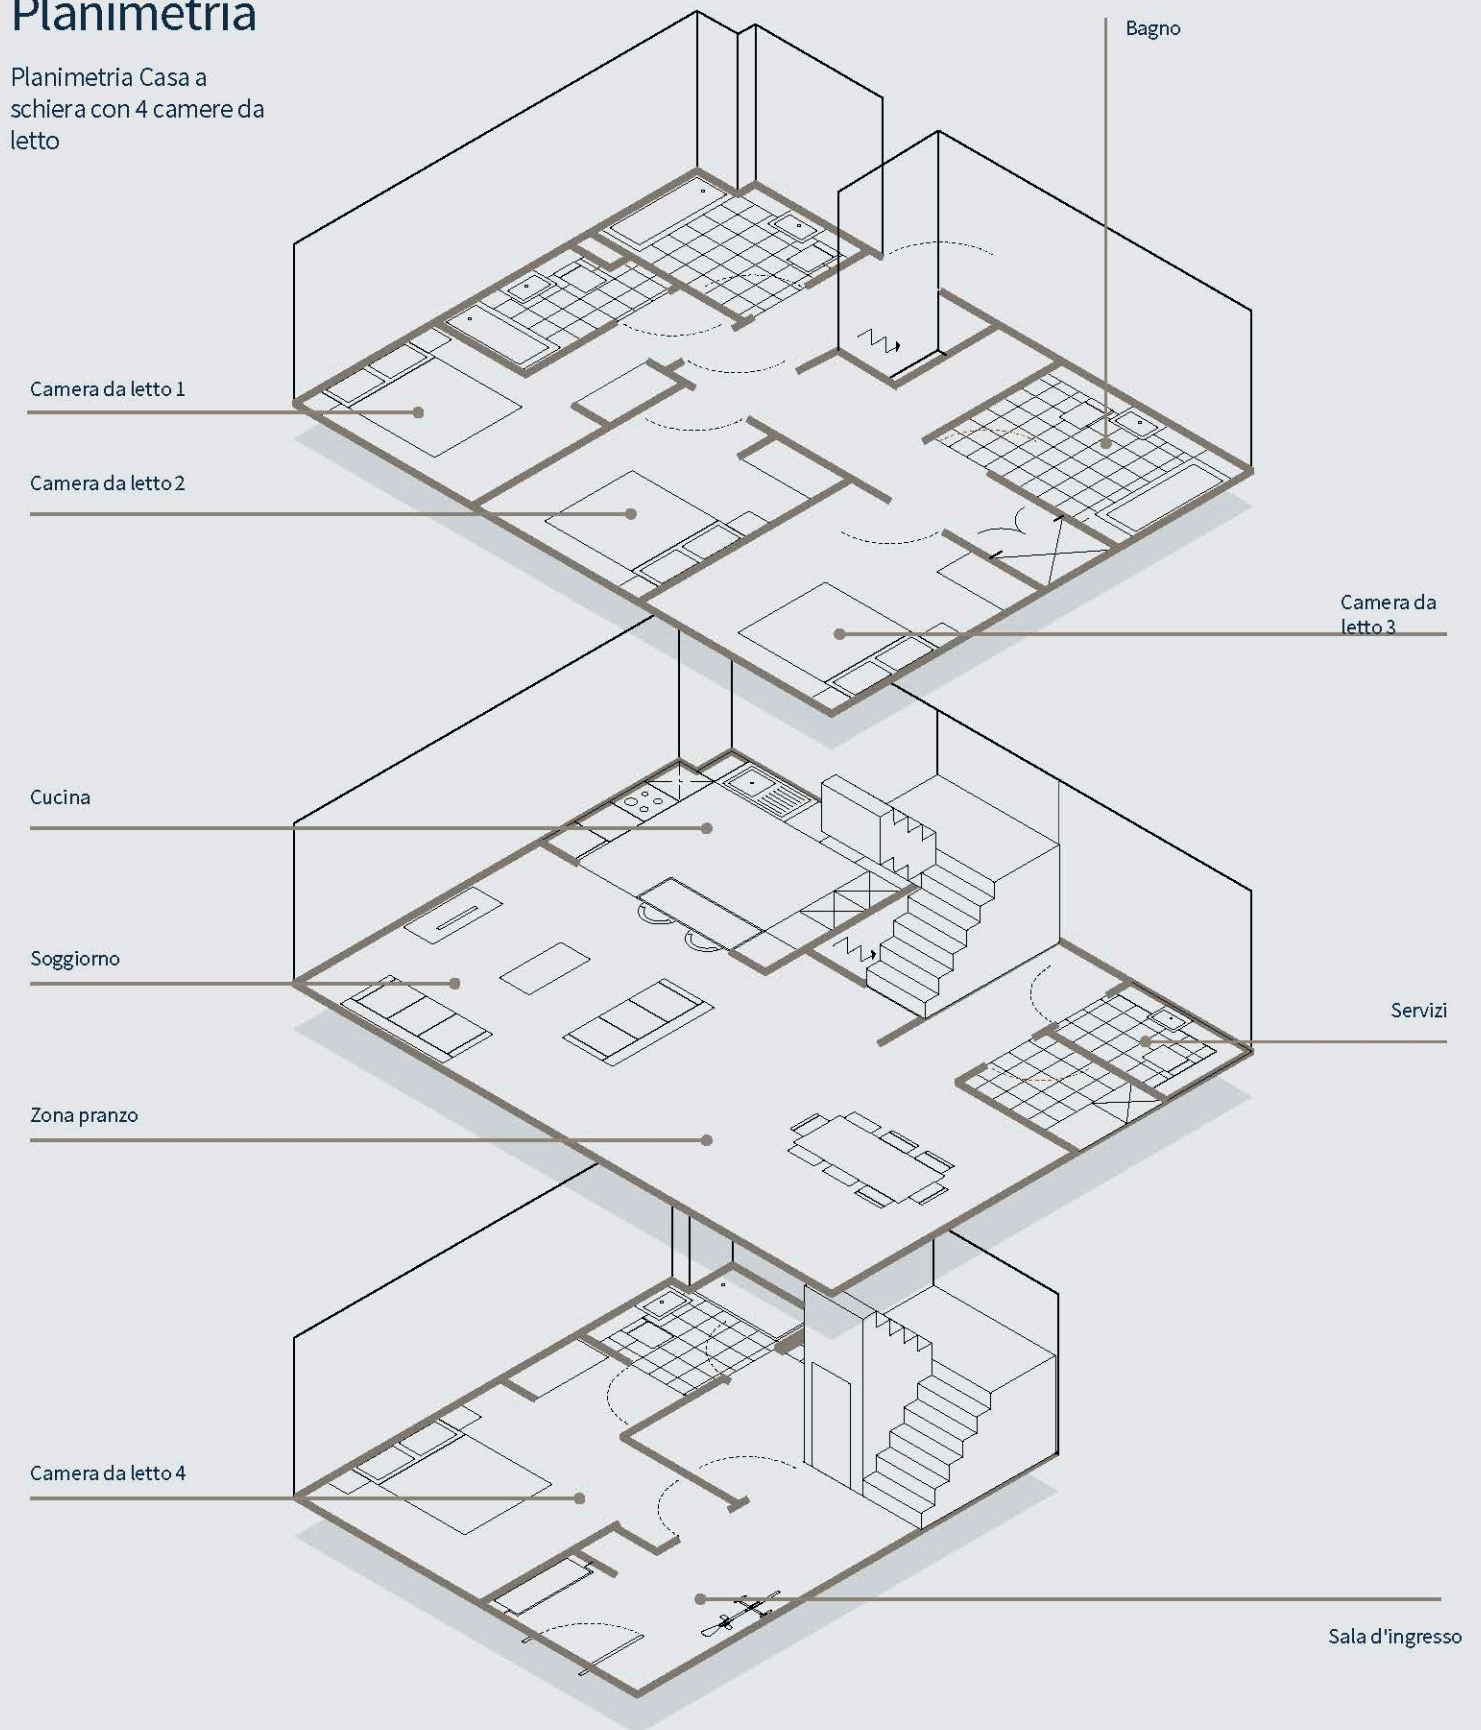 Planimetria
Planimetria Casa a
schiera con 4 camere da
letto
Bagno
Camera da letto 1
Camera da letto 2
Camera da
letto 3
Cucina
Soggiorno
Servizi
Zona pranzo
Camera da letto 4
Sala d'ingresso